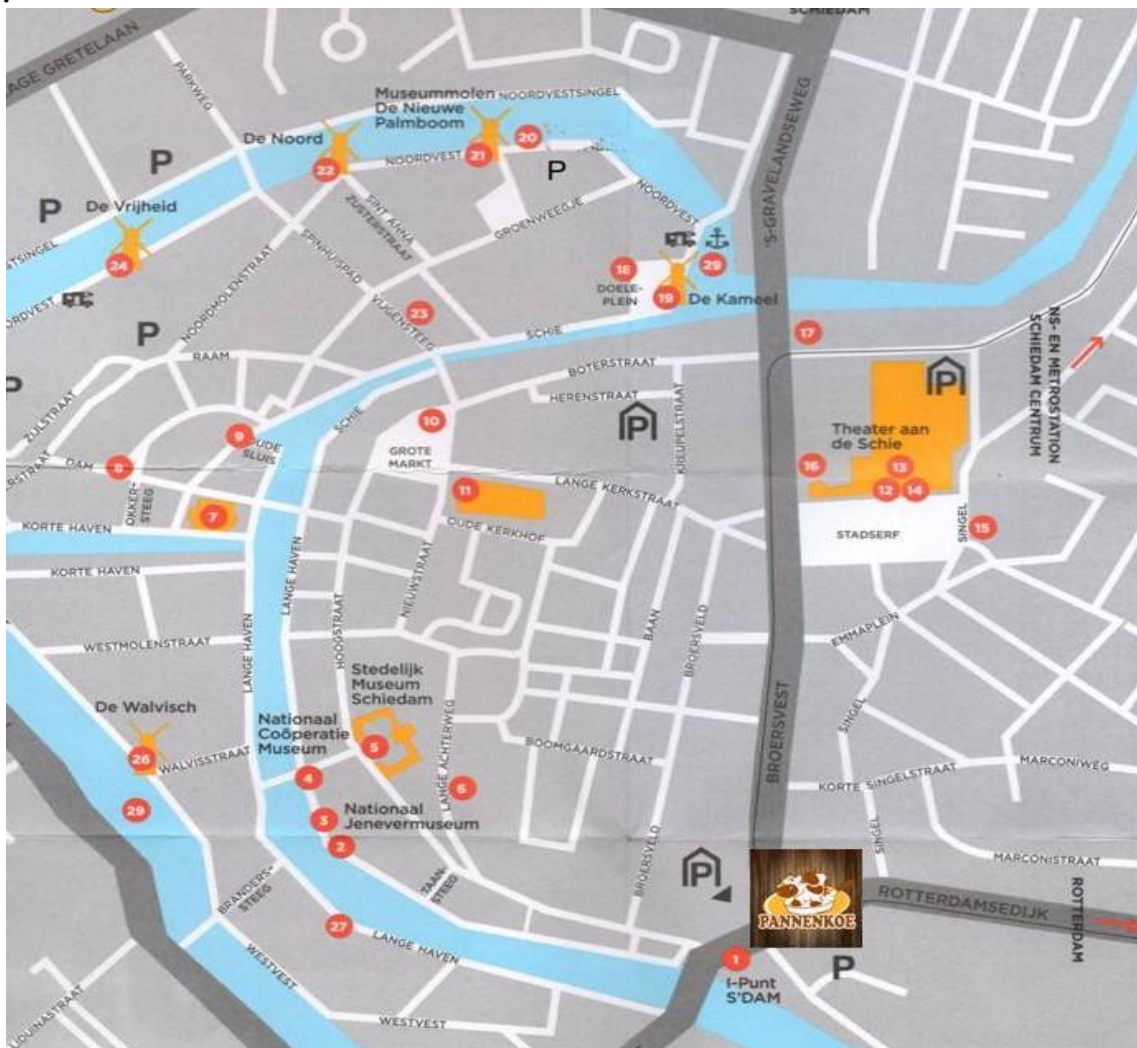 SCHIEDAM
AGE GRETELAAN
PARKWEG
Museummolen
De Nieuwe
Palmboom
NOORDVESTSINGEL
De Noord
20
21
NOORDVEST
22
P
P
'S-GRAVELANDSEWEG
P
De Vrijheid
SINT ANNA
ZUSTERSTRAAT
GROENWEEGJE
NOORDVEST
STSINGEL
24
SPINHUISPAD
NOORDMOLENSTRAAT
18
29
DOELE-
PLEIN
19
De Kameel
23
VIJGENSTEEG
P
SCHIE
17
NS- EN METROSTATION
SCHIEDAM CENTRUM
RAAM
BOTERSTRAAT
P
P
HERENSTRAAT
ZIJLSTRAAT
SCHIE
10
P
KREUPELSTRAAT
Theater aan
de Schie
9
OUDE
SLUIS
GROTE
MARKT
DAM
8
16
13
12
14
11
LANGE KERKSTRAAT
OKKER-
STEEG
7
KORTE HAVEN
OUDE KERKHOF
STADSERF
SINGEL
15
KORTE HAVEN
LANGE HAVEN
NIEUWSTRAAT
WESTMOLENSTRAAT
HOOGSTRAAT
BAAN
BROERSVELD
EMMAPLEIN
LANGE HAVEN
Stedelijk
Museum
Schiedam
De Walvisch
Nationaal
Coöperatie
Museum
5
SINGEL
BROERSVEST
26
WALVISSTRAAT
BOOMGAARDSTRAAT
MARCONIWEG
4
LANGE ACHTERWEG
6
KORTE SINGELSTRAAT
29
3
Nationaal
Jenevermuseum
2
SINGEL
MARCONISTRAAT
BROERSVELD
P
PANNENKOE
BRANDERS-
STEEG
TAAN-
STEEG
ROTTERDAMSEDIJK
ROTTERDAM
27
LANGE HAVEN
1
I-Punt
S'DAM
P
WESTVEST
WESTVEST
LIDUINASTRAAT